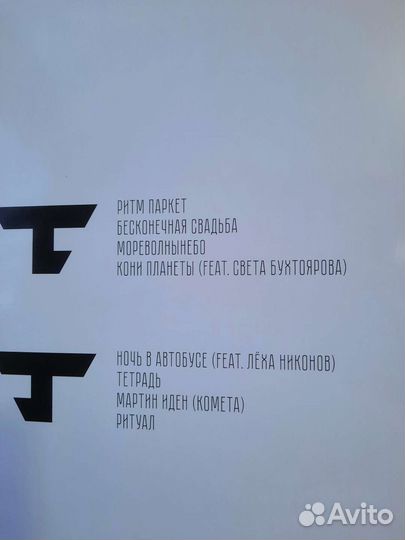 РИТМ ПАРКЕТ
БЕСКОНЕЧНАЯ СВАДЬБА
МОРЕВОЛНЫНЕБО
КОНИ ПЛАНЕТЫ (FEAT. СВЕТА БУХТОЯРОВА)
НОЧЬ В АВТОБУСЕ (FEAT. ЛЁХА НИКОНОВ)
ТЕТРАДЬ
МАРТИН ИДЕН (КОМЕТА)
РИТУАЛ
Avito